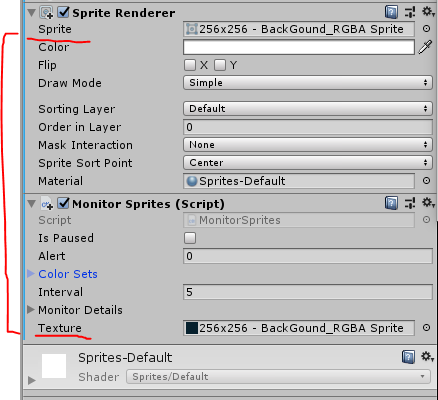 Sprite Renderer
Sprite 256x256 - BackGound_RGBA Sprite
Color
Flip X Y
Draw Mode Simple
Sorting Layer Default
Order in Layer 0
Mask Interaction None
Sprite Sort Point Center
Material Sprites-Default
Monitor Sprites (Script)
Script MonitorSprites
Is Paused
Alert 0
Color Sets
Interval 5
Monitor Details
Texture 256x256 - BackGound_RGBA Sprite
Sprites-Default
Shader Sprites/Default